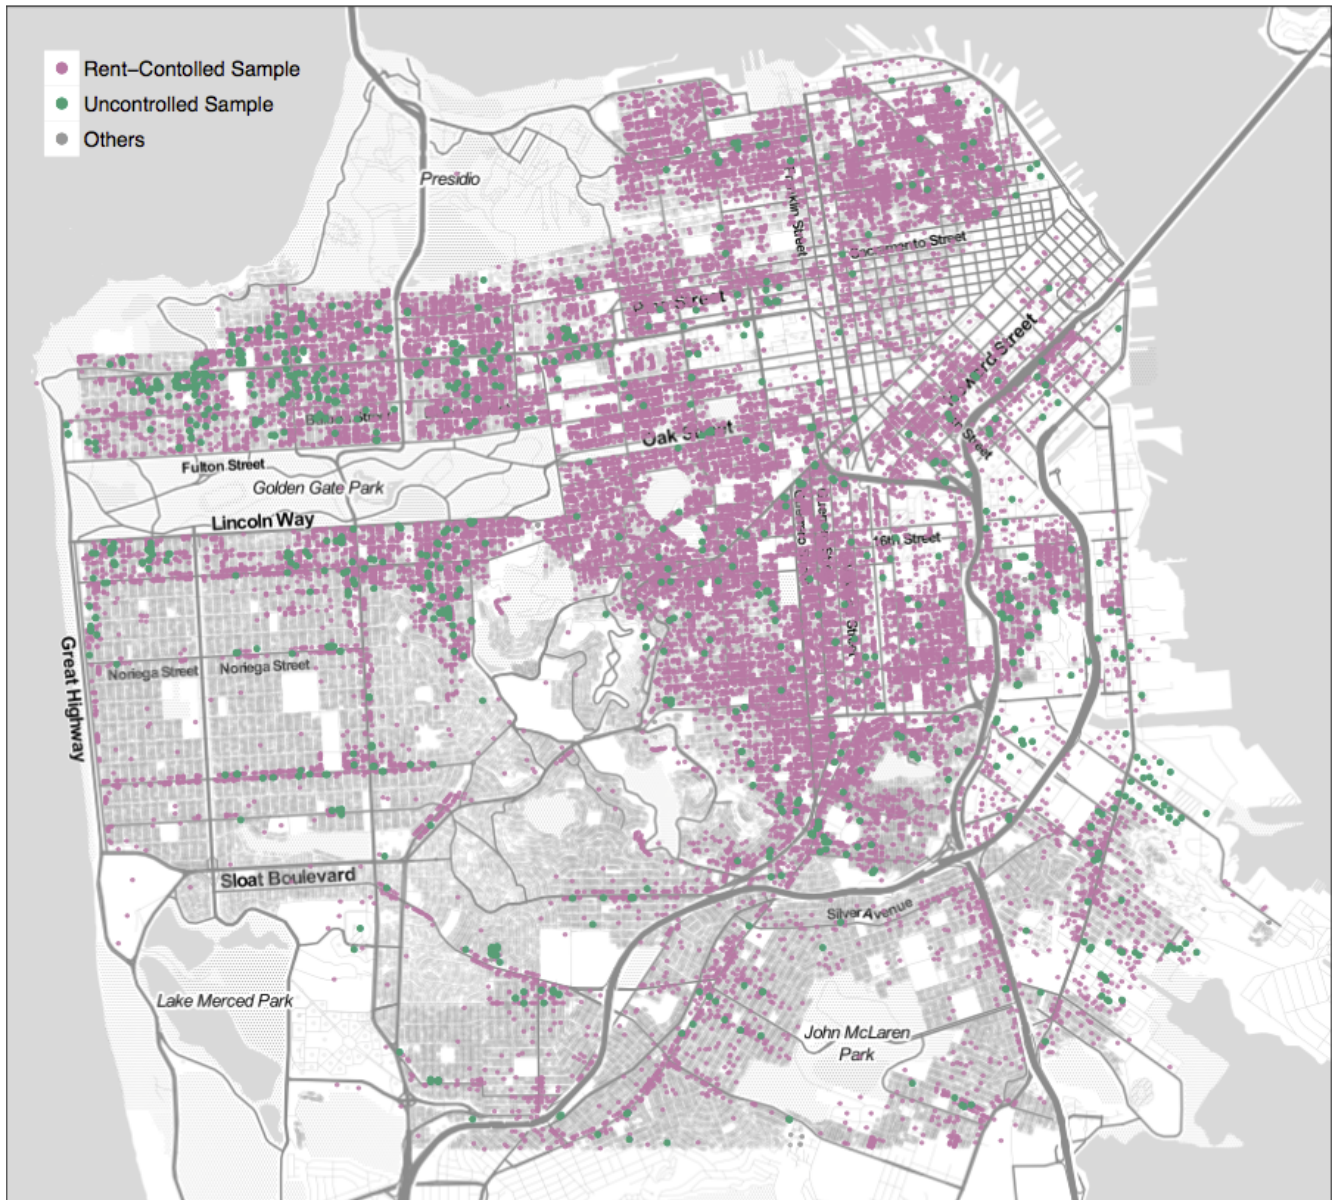 Rent−Contolled Sample
Uncontrolled Sample
Others
Presidio
Sacramento Street
Oak Street
Fulton Street
Golden Gate Park
Lincoln Way
16th Street
Great Highway
Noriega Street
Noriega Street
Sloat Boulevard
Silver Avenue
Lake Merced Park
John McLaren
Park